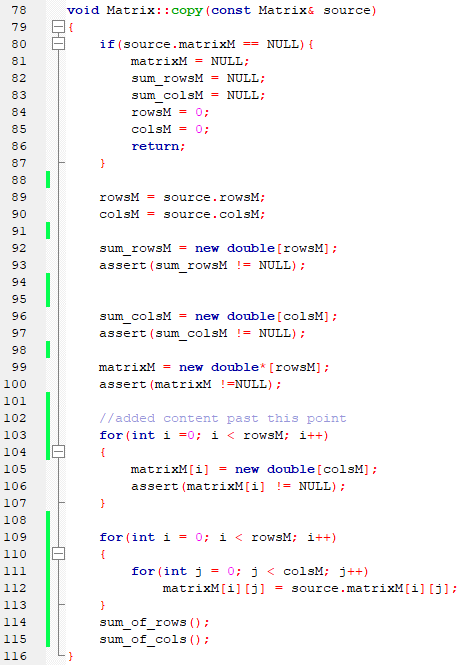 78 void Matrix::copy(const Matrix& source)
79 {
80     if(source.matrixM == NULL){
81         matrixM = NULL;
82         sum_rowsM = NULL;
83         sum_colsM = NULL;
84         rowsM = 0;
85         colsM = 0;
86         return;
87     }
88
89     rowsM = source.rowsM;
90     colsM = source.colsM;
91
92     sum_rowsM = new double[rowsM];
93     assert(sum_rowsM != NULL);
94
95
96     sum_colsM = new double[colsM];
97     assert(sum_colsM != NULL);
98
99     matrixM = new double*[rowsM];
100     assert(matrixM !=NULL);
101
102     //added content past this point
103     for(int i =0; i < rowsM; i++)
104     {
105         matrixM[i] = new double[colsM];
106         assert(matrixM[i] != NULL);
107     }
108
109     for(int i = 0; i < rowsM; i++)
110     {
111         for(int j = 0; j < colsM; j++)
112             matrixM[i][j] = source.matrixM[i][j];
113     }
114     sum_of_rows();
115     sum_of_cols();
116 }